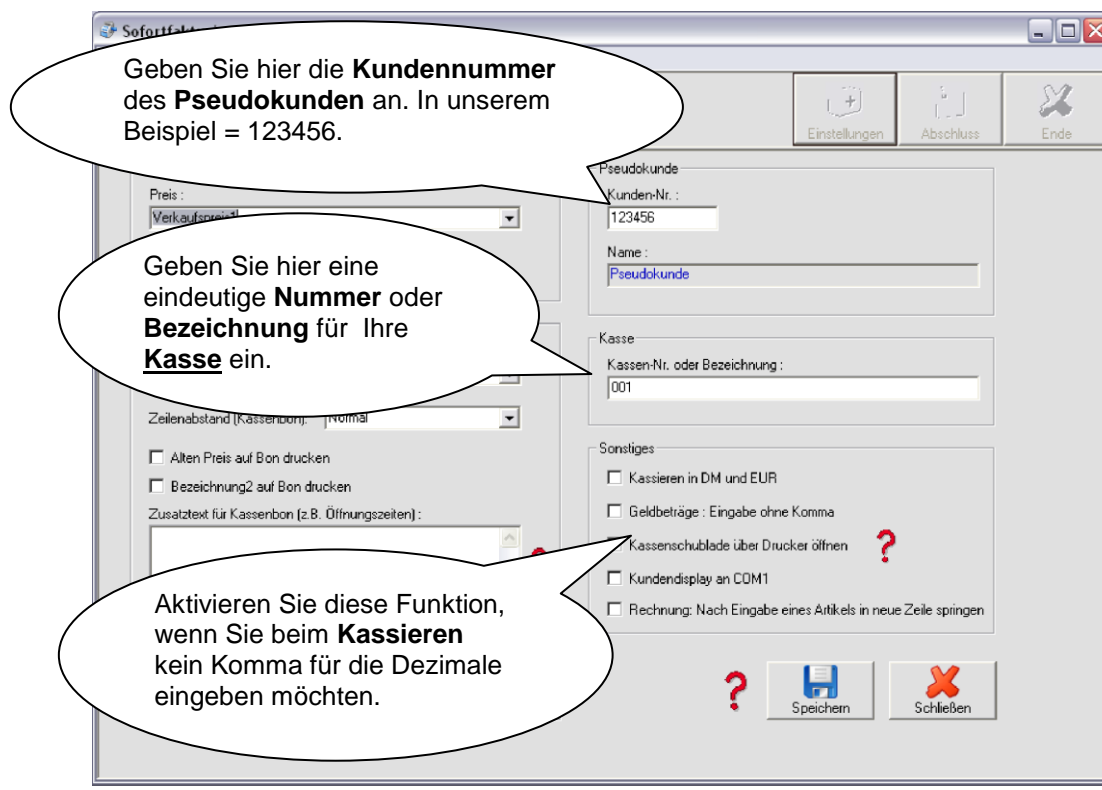 Geben Sie hier die Kundennummer
des Pseudokunden an. In unserem
Beispiel = 123456.
Einstellungen
Abschluss
Ende
Preis :
Pseudokunde
Kunden-Nr. :
123456
Name :
Pseudokunde
Geben Sie hier eine
eindeutige Nummer oder
Bezeichnung für Ihre
Kasse ein.
Kasse
Kassen-Nr. oder Bezeichnung :
001
Zeilenabstand (Kassenbon): Normal
Alten Preis auf Bon drucken
Bezeichnung2 auf Bon drucken
Zusatztext für Kassenbon (z.B. Öffnungszeiten) :
Sonstiges
Kassieren in DM und EUR
Geldbeträge : Eingabe ohne Komma
Kassenschublade über Drucker öffnen
?
Kundendisplay an COM1
Rechnung: Nach Eingabe eines Artikels in neue Zeile springen
Aktivieren Sie diese Funktion,
wenn Sie beim Kassieren
kein Komma für die Dezimale
eingeben möchten.
?
Speichern
Schließen